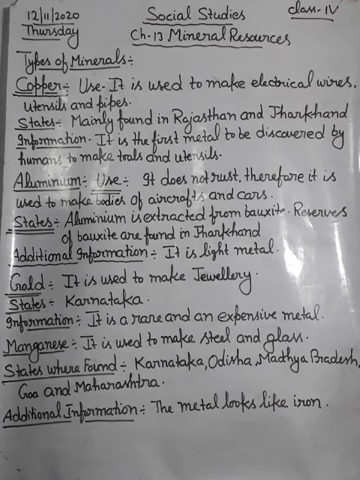 12/11/2020 Social Studies Class-IV
Thursday Ch-13 Mineral Resources
Types of Minerals:-
Copper:- Use- It is used to make electrical wires,
utensils and pipes.
States:- Mainly found in Rajasthan and Jharkhand
Information:- It is the first metal to be discovered by
humans to make tools and utensils.
Aluminium:- Use:- It does not rust, therefore it is
used to make bodies of aircrafts and cars.
States:- Aluminium is extracted from bauxite. Reserves
of bauxite are found in Jharkhand
Additional Information:- It is light metal.
Gold:- It is used to make Jewellery.
States:- Karnataka.
Information:- It is a rare and an expensive metal.
Manganese:- It is used to make steel and glass.
States where Found:- Karnataka, Odisha, Madhya Pradesh,
Goa and Maharashtra.
Additional Information:- The metal looks like iron.